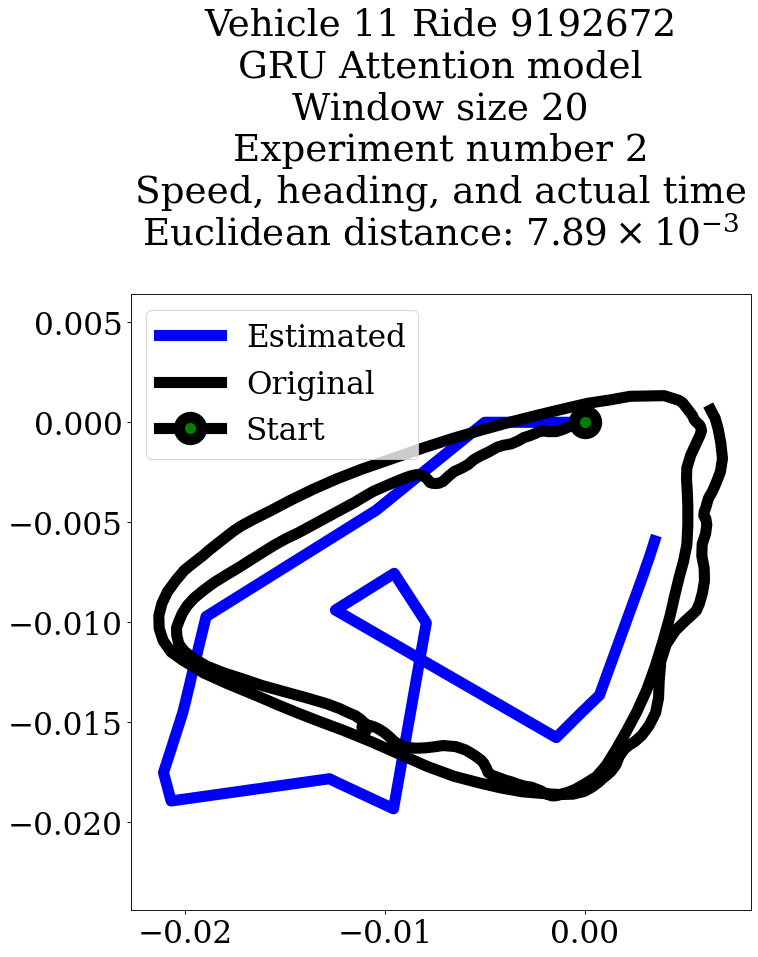 Vehicle 11 Ride 9192672
GRU Attention model
Window size 20
Experiment number 2
Speed, heading, and actual time
Euclidean distance: 7.89 × 10⁻³
Estimated
Original
Start
0.005
0.000
−0.005
−0.010
−0.015
−0.020
−0.02
−0.01
0.00